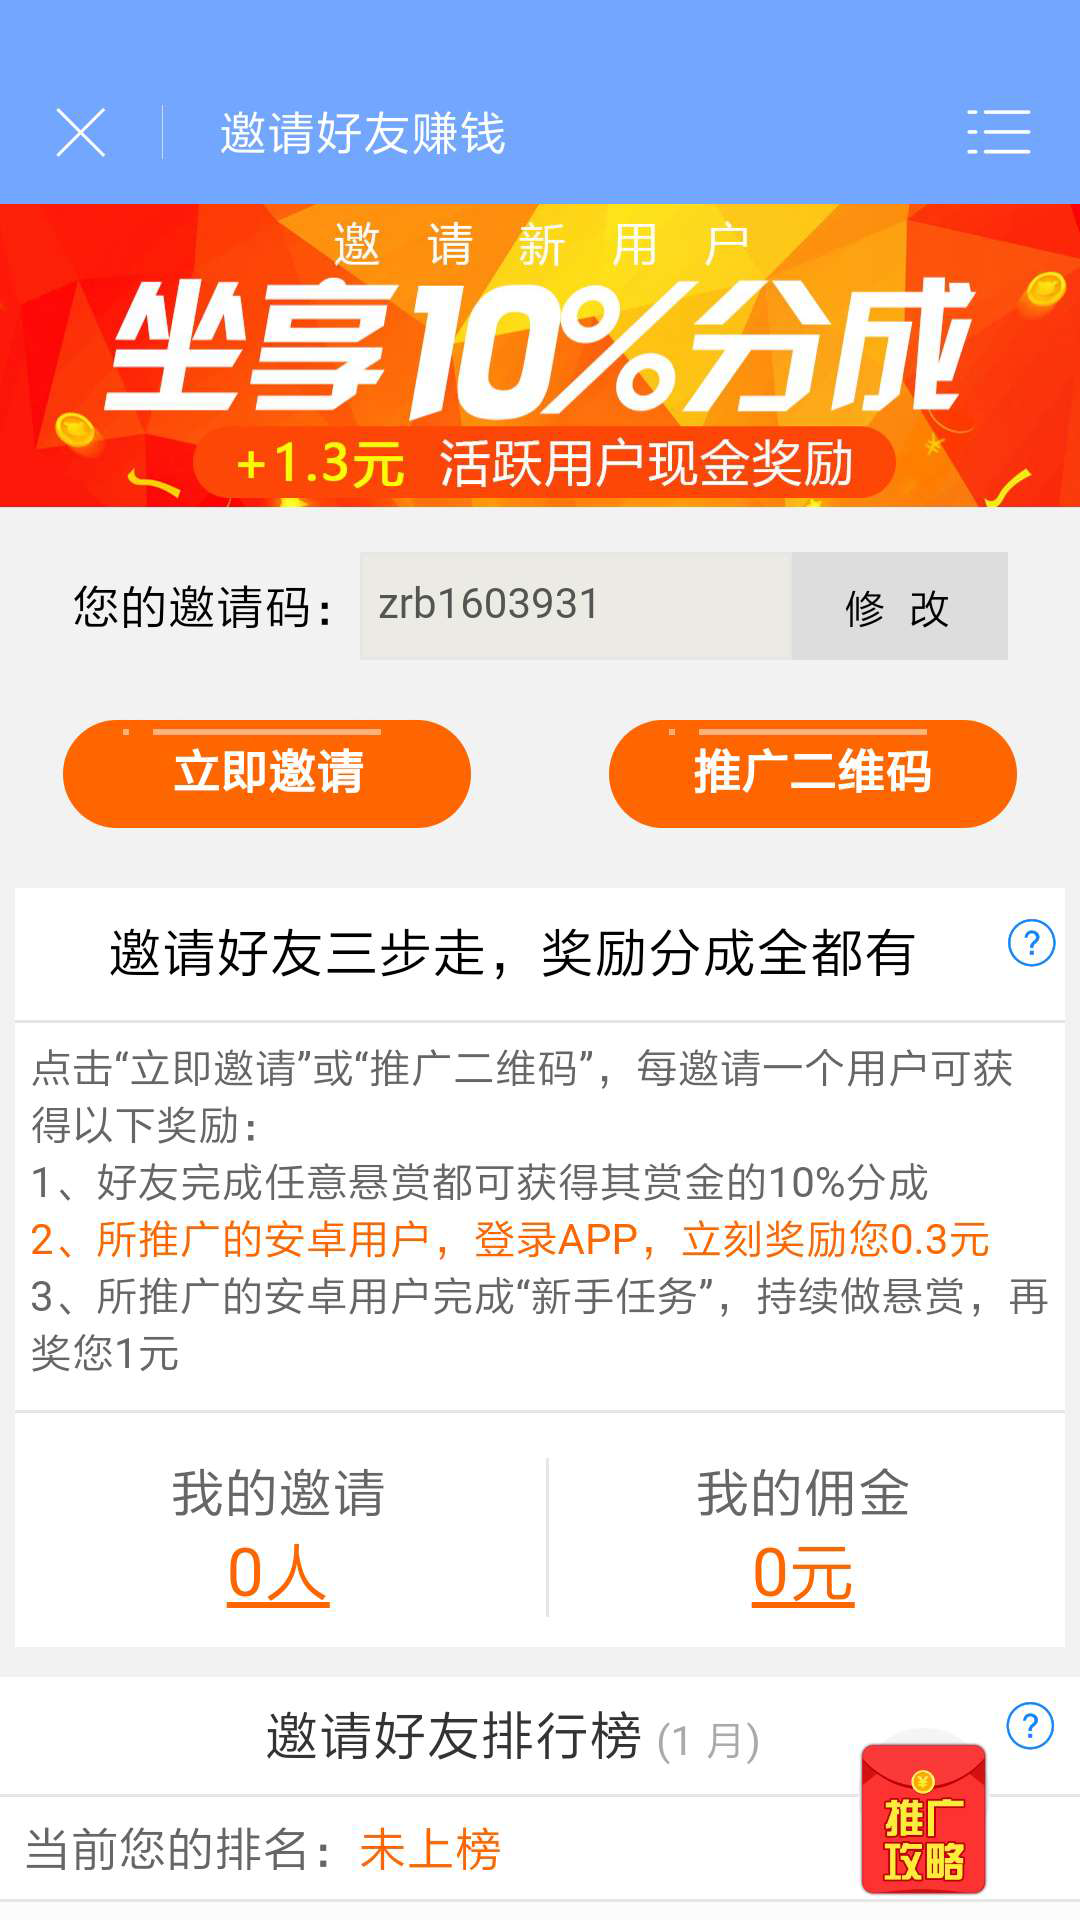 邀请好友赚钱
邀请新用户
坐享10%分成
+1.3元 活跃用户现金奖励
您的邀请码： zrb1603931 修 改
立即邀请 推广二维码
邀请好友三步走，奖励分成全都有 ?
点击“立即邀请”或“推广二维码”，每邀请一个用户可获
得以下奖励：
1、好友完成任意悬赏都可获得其赏金的10%分成
2、所推广的安卓用户，登录APP，立刻奖励您0.3元
3、所推广的安卓用户完成“新手任务”，持续做悬赏，再
奖您1元
我的邀请 我的佣金
0人 0元
邀请好友排行榜 (1 月) ?
¥
推广
攻略
当前您的排名：未上榜